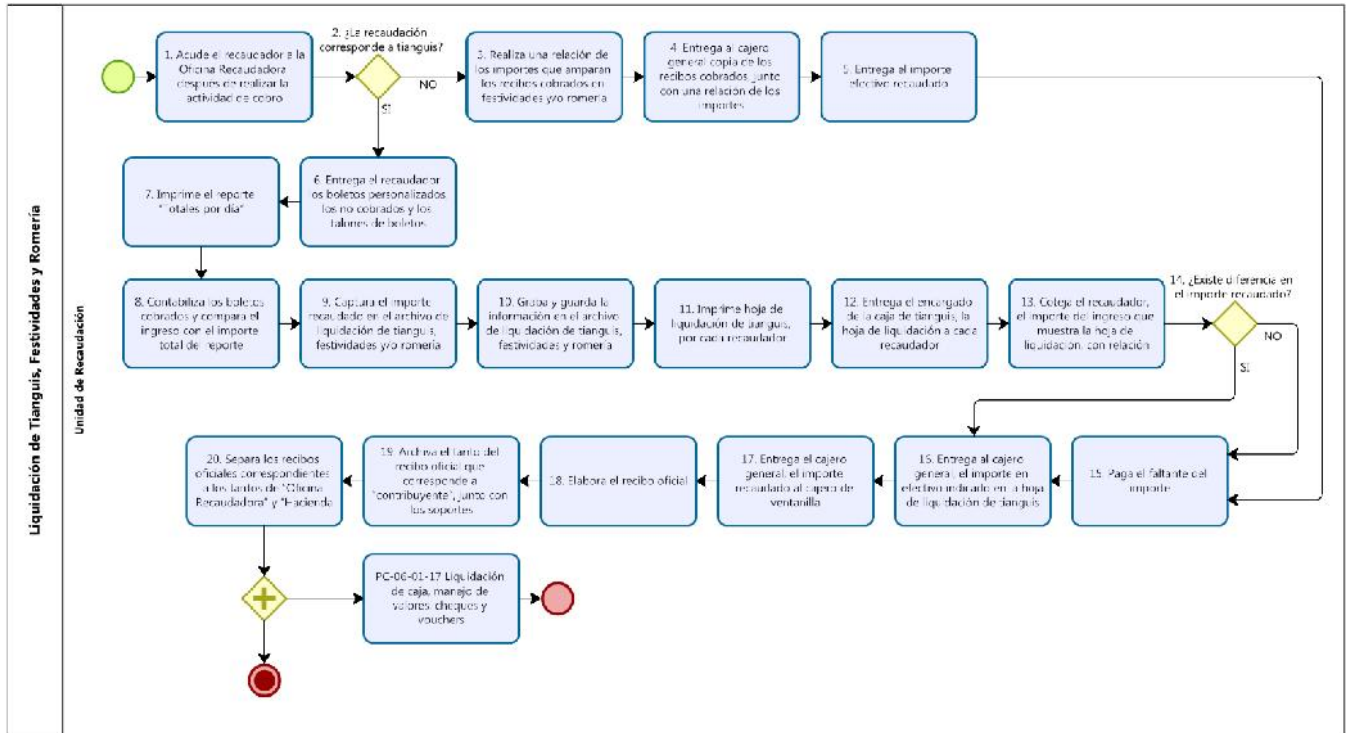 Liquidación de Tianguis, Festividades y Romería
Unidad de Recaudación
1. Acude el recaudador a la
Oficina Recaudadora
después de realizar la
actividad de cobro
2. ¿La recaudación
corresponde a tianguis?
NO
SI
3. Realiza una relación de
los importes que amparan
los recibos cobrados en
festividades y/o romería
4. Entrega al cajero
general copia de los
recibos cobrados, junto
con una relación de los
importes
5. Entrega el importe
efectivo recaudado
7. Imprime el reporte
"Totales por día"
6. Entrega el recaudador
los boletos personalizados
los no cobrados y los
talones de boletos
8. Contabiliza los boletos
cobrados y compara el
ingreso con el importe
total de reporte
9. Captura el importe
recaudado en el archivo de
liquidación de tianguis,
festividades y/o romería
10. Graba y guarda la
información en el archivo
de liquidación de tianguis,
festividades y romería
11. Imprime hoja de
liquidación de tianguis,
por cada recaudador
12. Entrega el encargado
de la caja de tianguis, la
hoja de liquidación a cada
recaudador
13. Coteja el recaudador,
el importe del ingreso que
muestra la hoja de
liquidación, con relación
14. ¿Existe diferencia en
el importe recaudado?
NO
SI
20. Separa los recibos
oficiales correspondientes
a los tantos de "Oficina
Recaudadora" y "Hacienda
19. Archiva el tanto del
recibo oficial que
corresponde a
"contribuyente", junto con
los soportes
18. Elabora el recibo oficial
17. Entrega el cajero
general, el importe
recaudado al cajero de
ventanilla
16. Entrega al cajero
general, el importe en
efectivo indicado en la hoja
de liquidación de tianguis
15. Paga el faltante del
importe
PC-06-01-17 Liquidación
de caja, manejo de
valores, cheques y
vouchers